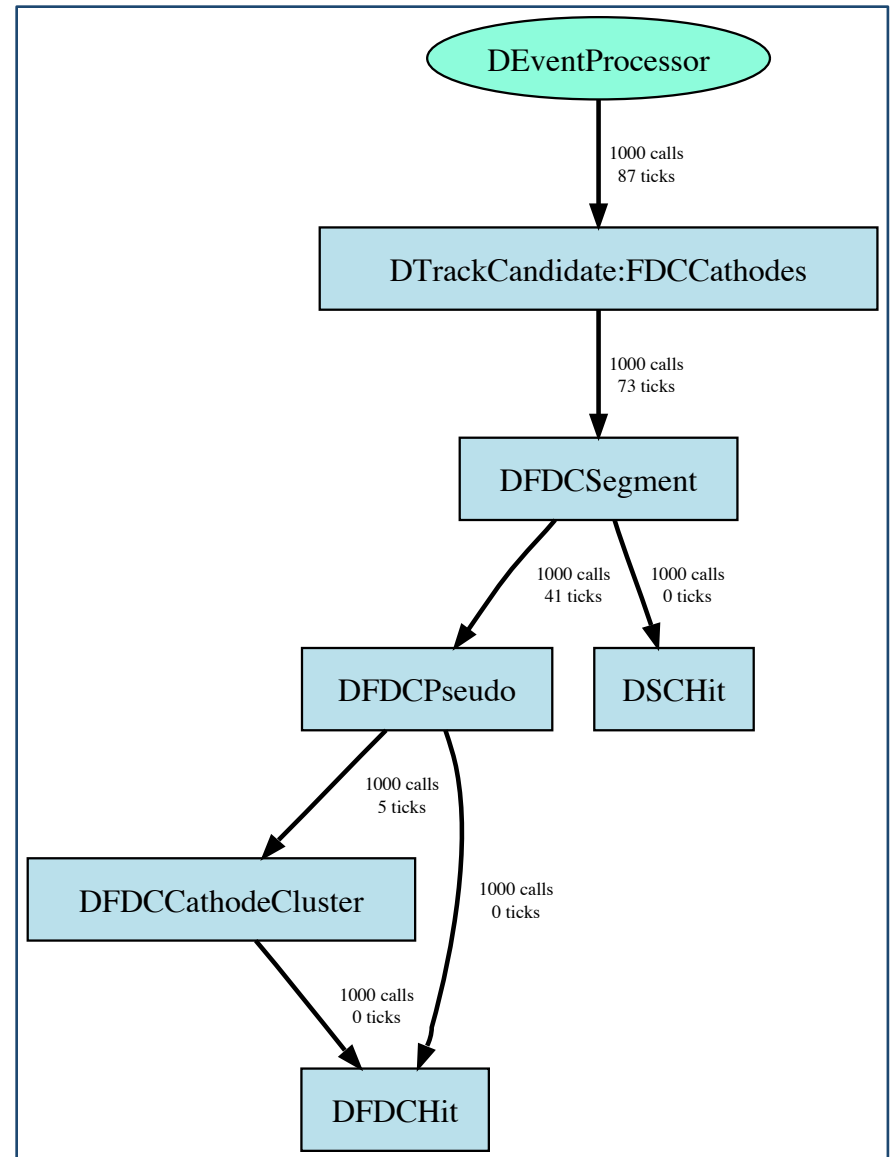 DEventProcessor
1000 calls
87 ticks
DTrackCandidate:FDCCathodes
1000 calls
73 ticks
DFDCSegment
1000 calls
41 ticks
1000 calls
0 ticks
DFDCPseudo
DSCHit
1000 calls
5 ticks
DFDCCathodeCluster
1000 calls
0 ticks
1000 calls
0 ticks
DFDCHit